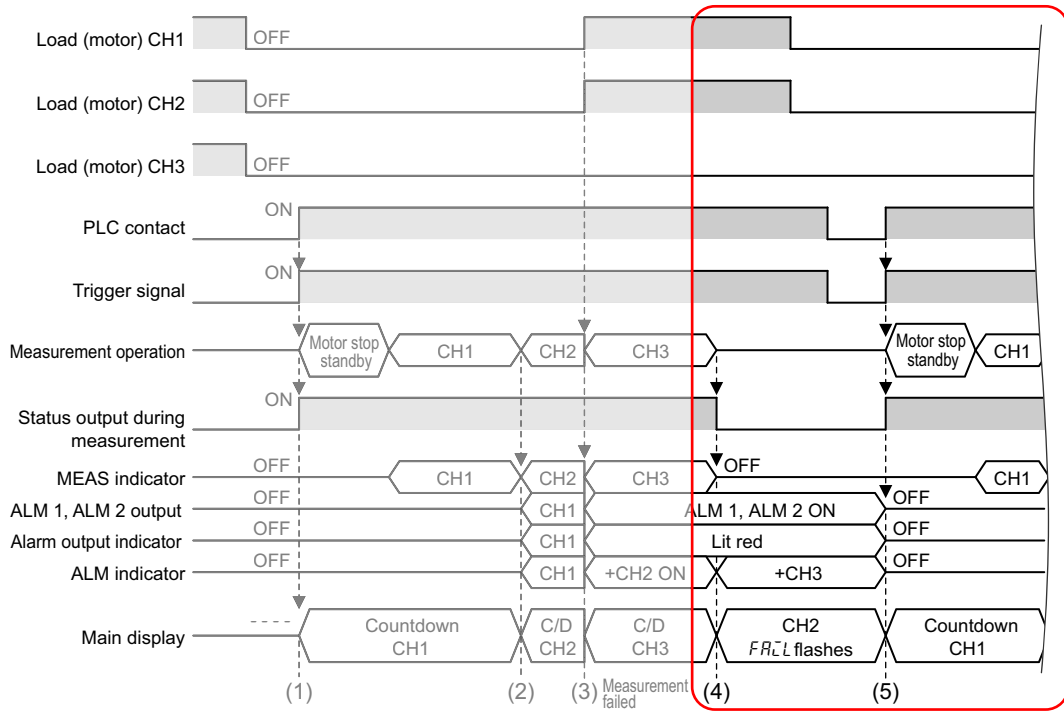 Load (motor) CH1 OFF
Load (motor) CH2 OFF
Load (motor) CH3 OFF
PLC contact ON
Trigger signal ON
Measurement operation Motor stop standby CH1 CH2 CH3 Motor stop standby CH1
Status output during measurement ON
MEAS indicator OFF CH1 CH2 CH3 OFF CH1
ALM 1, ALM 2 output OFF CH1 ALM 1, ALM 2 ON OFF
Alarm output indicator OFF CH1 Lit red OFF
ALM indicator OFF CH1 +CH2 ON +CH3 OFF
Main display - - - - Countdown CH1 C/D CH2 C/D CH3 CH2 FAIL flashes Countdown CH1
(1) (2) (3) Measurement failed (4) (5)